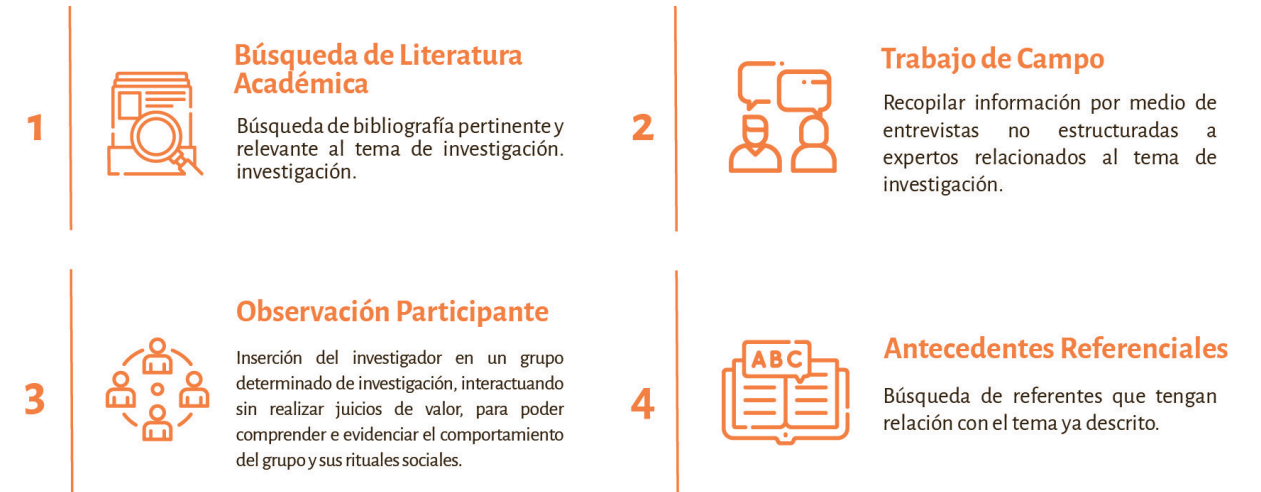 1
Búsqueda de Literatura
Académica
Búsqueda de bibliografía pertinente y
relevante al tema de investigación.
investigación.
2
Trabajo de Campo
Recopilar información por medio de
entrevistas no estructuradas a
expertos relacionados al tema de
investigación.
3
Observación Participante
Inserción del investigador en un grupo
determinado de investigación, interactuando
sin realizar juicios de valor, para poder
comprender e evidenciar el comportamiento
del grupo y sus rituales sociales.
4
ABC
Antecedentes Referenciales
Búsqueda de referentes que tengan
relación con el tema ya descrito.